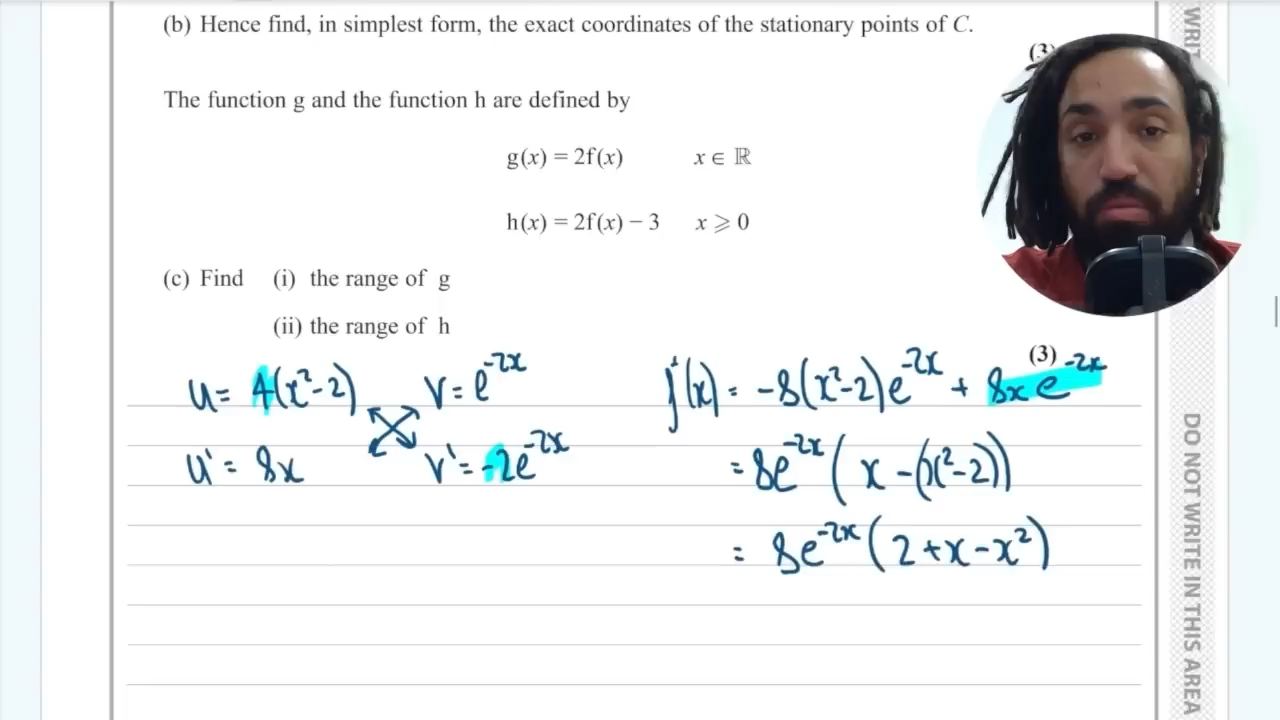 (b) Hence find, in simplest form, the exact coordinates of the stationary points of C.
(3)
The function g and the function h are defined by
g(x) = 2f(x) x ∈ ℝ
h(x) = 2f(x) − 3 x ⩾ 0
(c) Find (i) the range of g
(ii) the range of h
(3)
u = 4(x²-2) v = e^{-2x} f'(x) = -8(x²-2)e^{-2x} + 8x e^{-2x}
u' = 8x v' = -2e^{-2x} = 8e^{-2x}(x-(x²-2))
= 8e^{-2x}(2+x-x²)
DO NOT WRITE IN THIS AREA